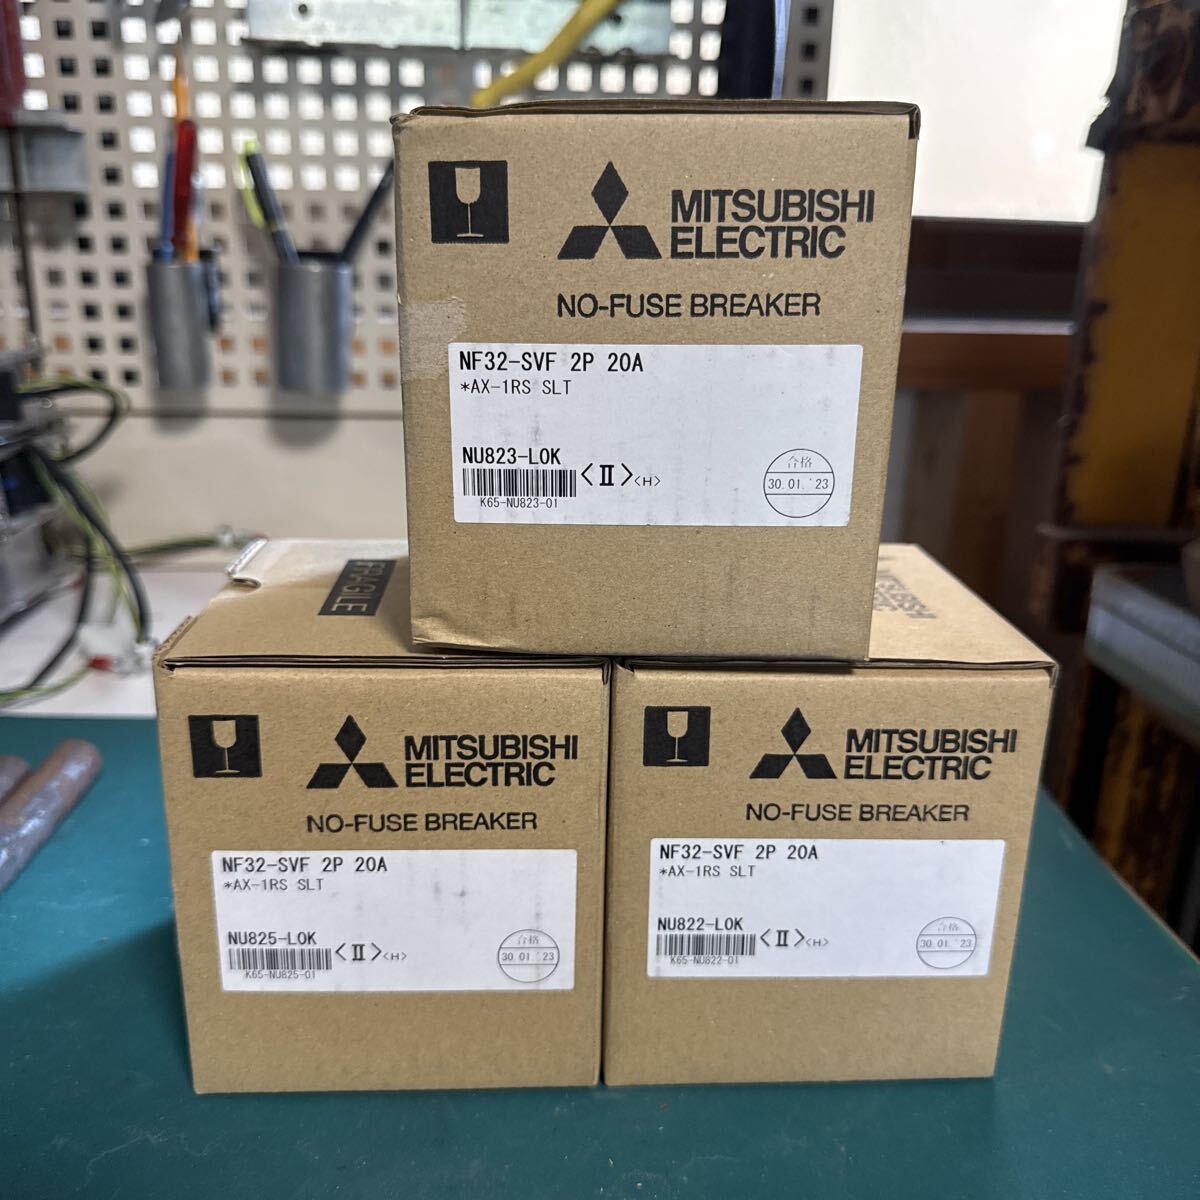 MITSUBISHI
ELECTRIC
NO-FUSE BREAKER
NF32-SVF 2P 20A
*AX-1RS SLT
NU823-L0K
<Ⅱ><H>
K65-NU823-01
合格
30.01.'23
FRAGILE
MITSUBISHI
ELECTRIC
MITSUBISHI
ELECTRIC
NO-FUSE BREAKER
NF32-SVF 2P 20A
*AX-1RS SLT
NU825-L0K
<Ⅱ><H>
K65-NU825-01
合格
30.01.'23
MITSUBISHI
ELECTRIC
NO-FUSE BREAKER
NF32-SVF 2P 20A
*AX-1RS SLT
NU822-L0K
<Ⅱ><H>
K65-NU822-01
合格
30.01.'23